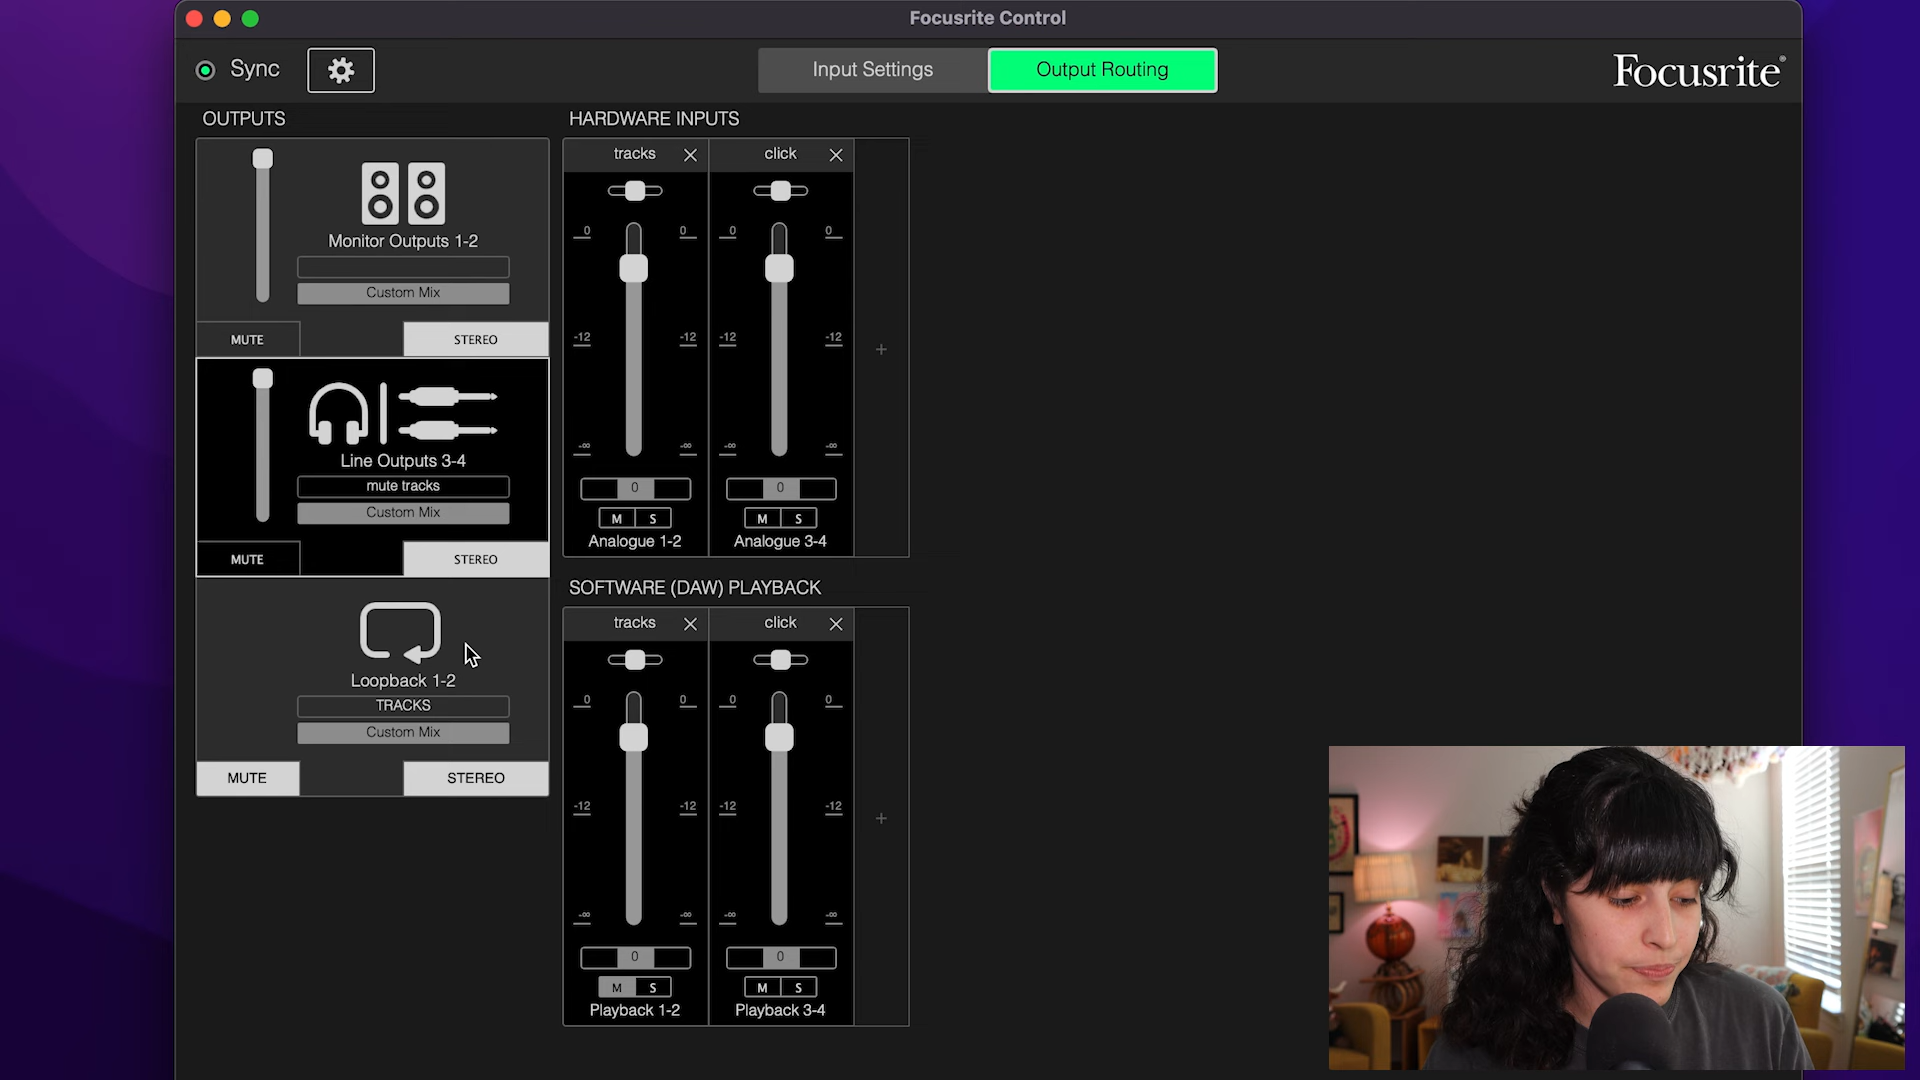 Focusrite Control
Sync
Input Settings
Output Routing
Focusrite®
OUTPUTS
Monitor Outputs 1-2
Custom Mix
MUTE
STEREO
Line Outputs 3-4
mute tracks
Custom Mix
MUTE
STEREO
Loopback 1-2
TRACKS
Custom Mix
MUTE
STEREO
HARDWARE INPUTS
tracks
click
0 0 0 0
-12 -12 -12 -12
-∞ -∞ -∞ -∞
0 0
M S M S
Analogue 1-2
Analogue 3-4
+
SOFTWARE (DAW) PLAYBACK
tracks
click
0 0 0 0
-12 -12 -12 -12
-∞ -∞ -∞ -∞
0 0
M S M S
Playback 1-2
Playback 3-4
+